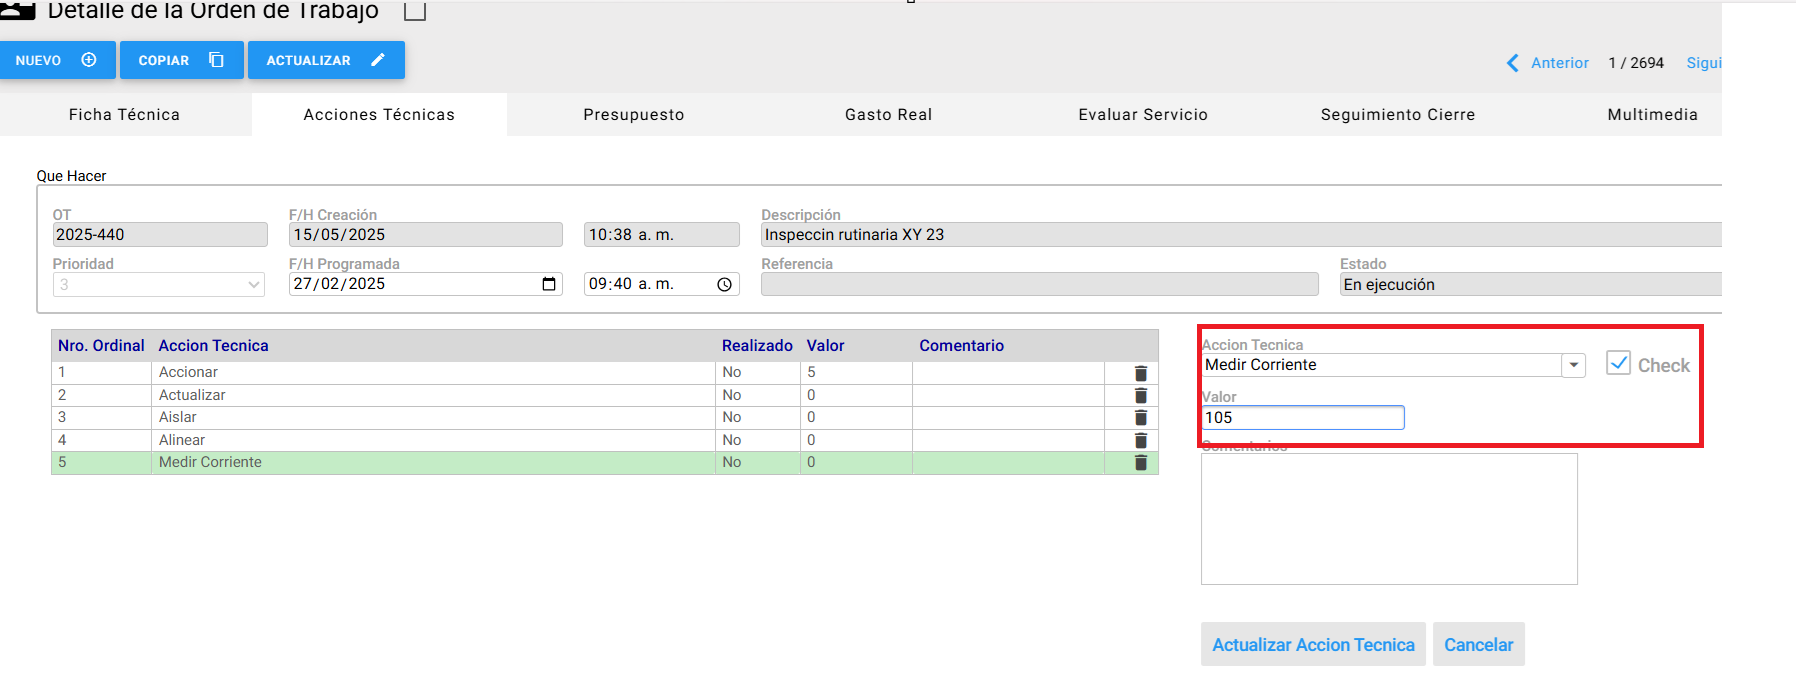 Detalle de la Orden de Trabajo
NUEVO COPIAR ACTUALIZAR
Anterior 1 / 2694 Sigui
Ficha Técnica Acciones Técnicas Presupuesto Gasto Real Evaluar Servicio Seguimiento Cierre Multimedia
Que Hacer
OT F/H Creación Descripción
2025-440 15/05/2025 10:38 a. m. Inspeccin rutinaria XY 23
Prioridad F/H Programada Referencia Estado
3 27/02/2025 09:40 a. m. En ejecución
Nro. Ordinal Accion Tecnica Realizado Valor Comentario
1 Accionar No 5
2 Actualizar No 0
3 Aislar No 0
4 Alinear No 0
5 Medir Corriente No 0
Accion Tecnica
Medir Corriente Check
Valor
105
Comentarios
Actualizar Accion Tecnica Cancelar